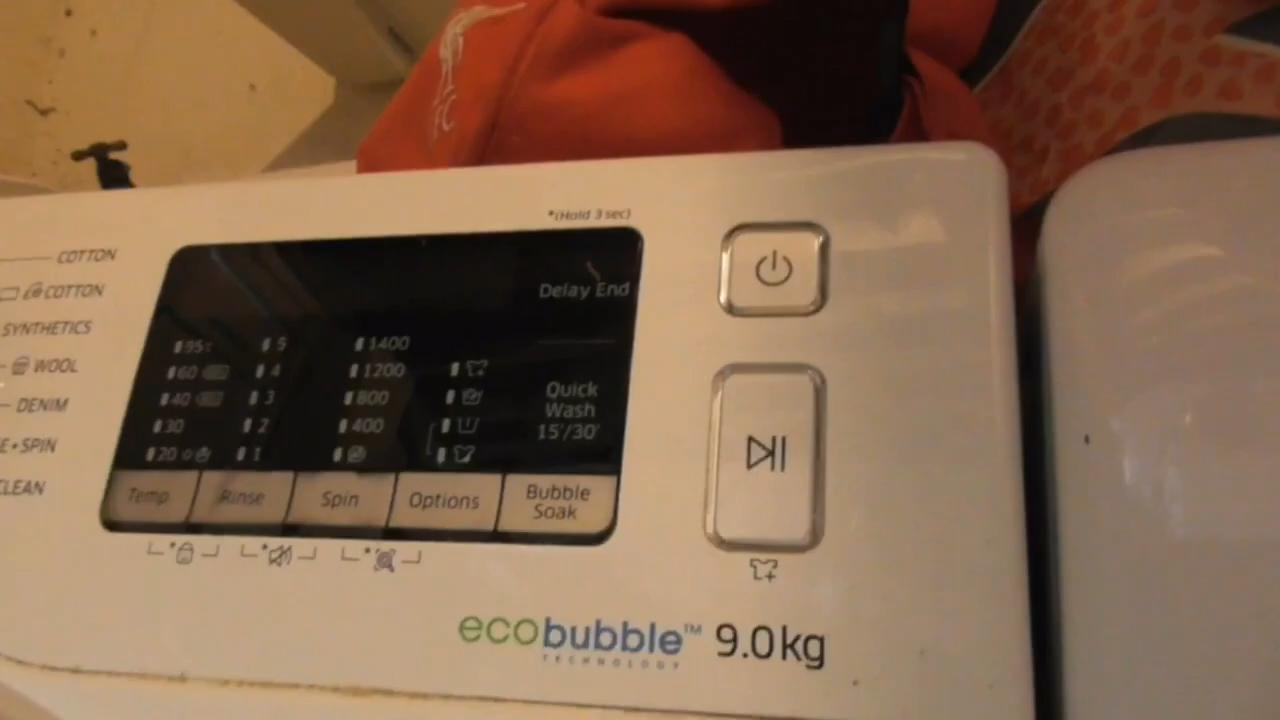 *(Hold 3 sec)
COTTON
COTTON
SYNTHETICS
WOOL
DENIM
E+SPIN
CLEAN
Delay End
95°c 5 1400
60 4 1200
40 3 800
30 2 400
20 1
Quick
Wash
15'/30'
Temp Rinse Spin Options Bubble
Soak
* * *
ecobubble™ 9.0kg
TECHNOLOGY